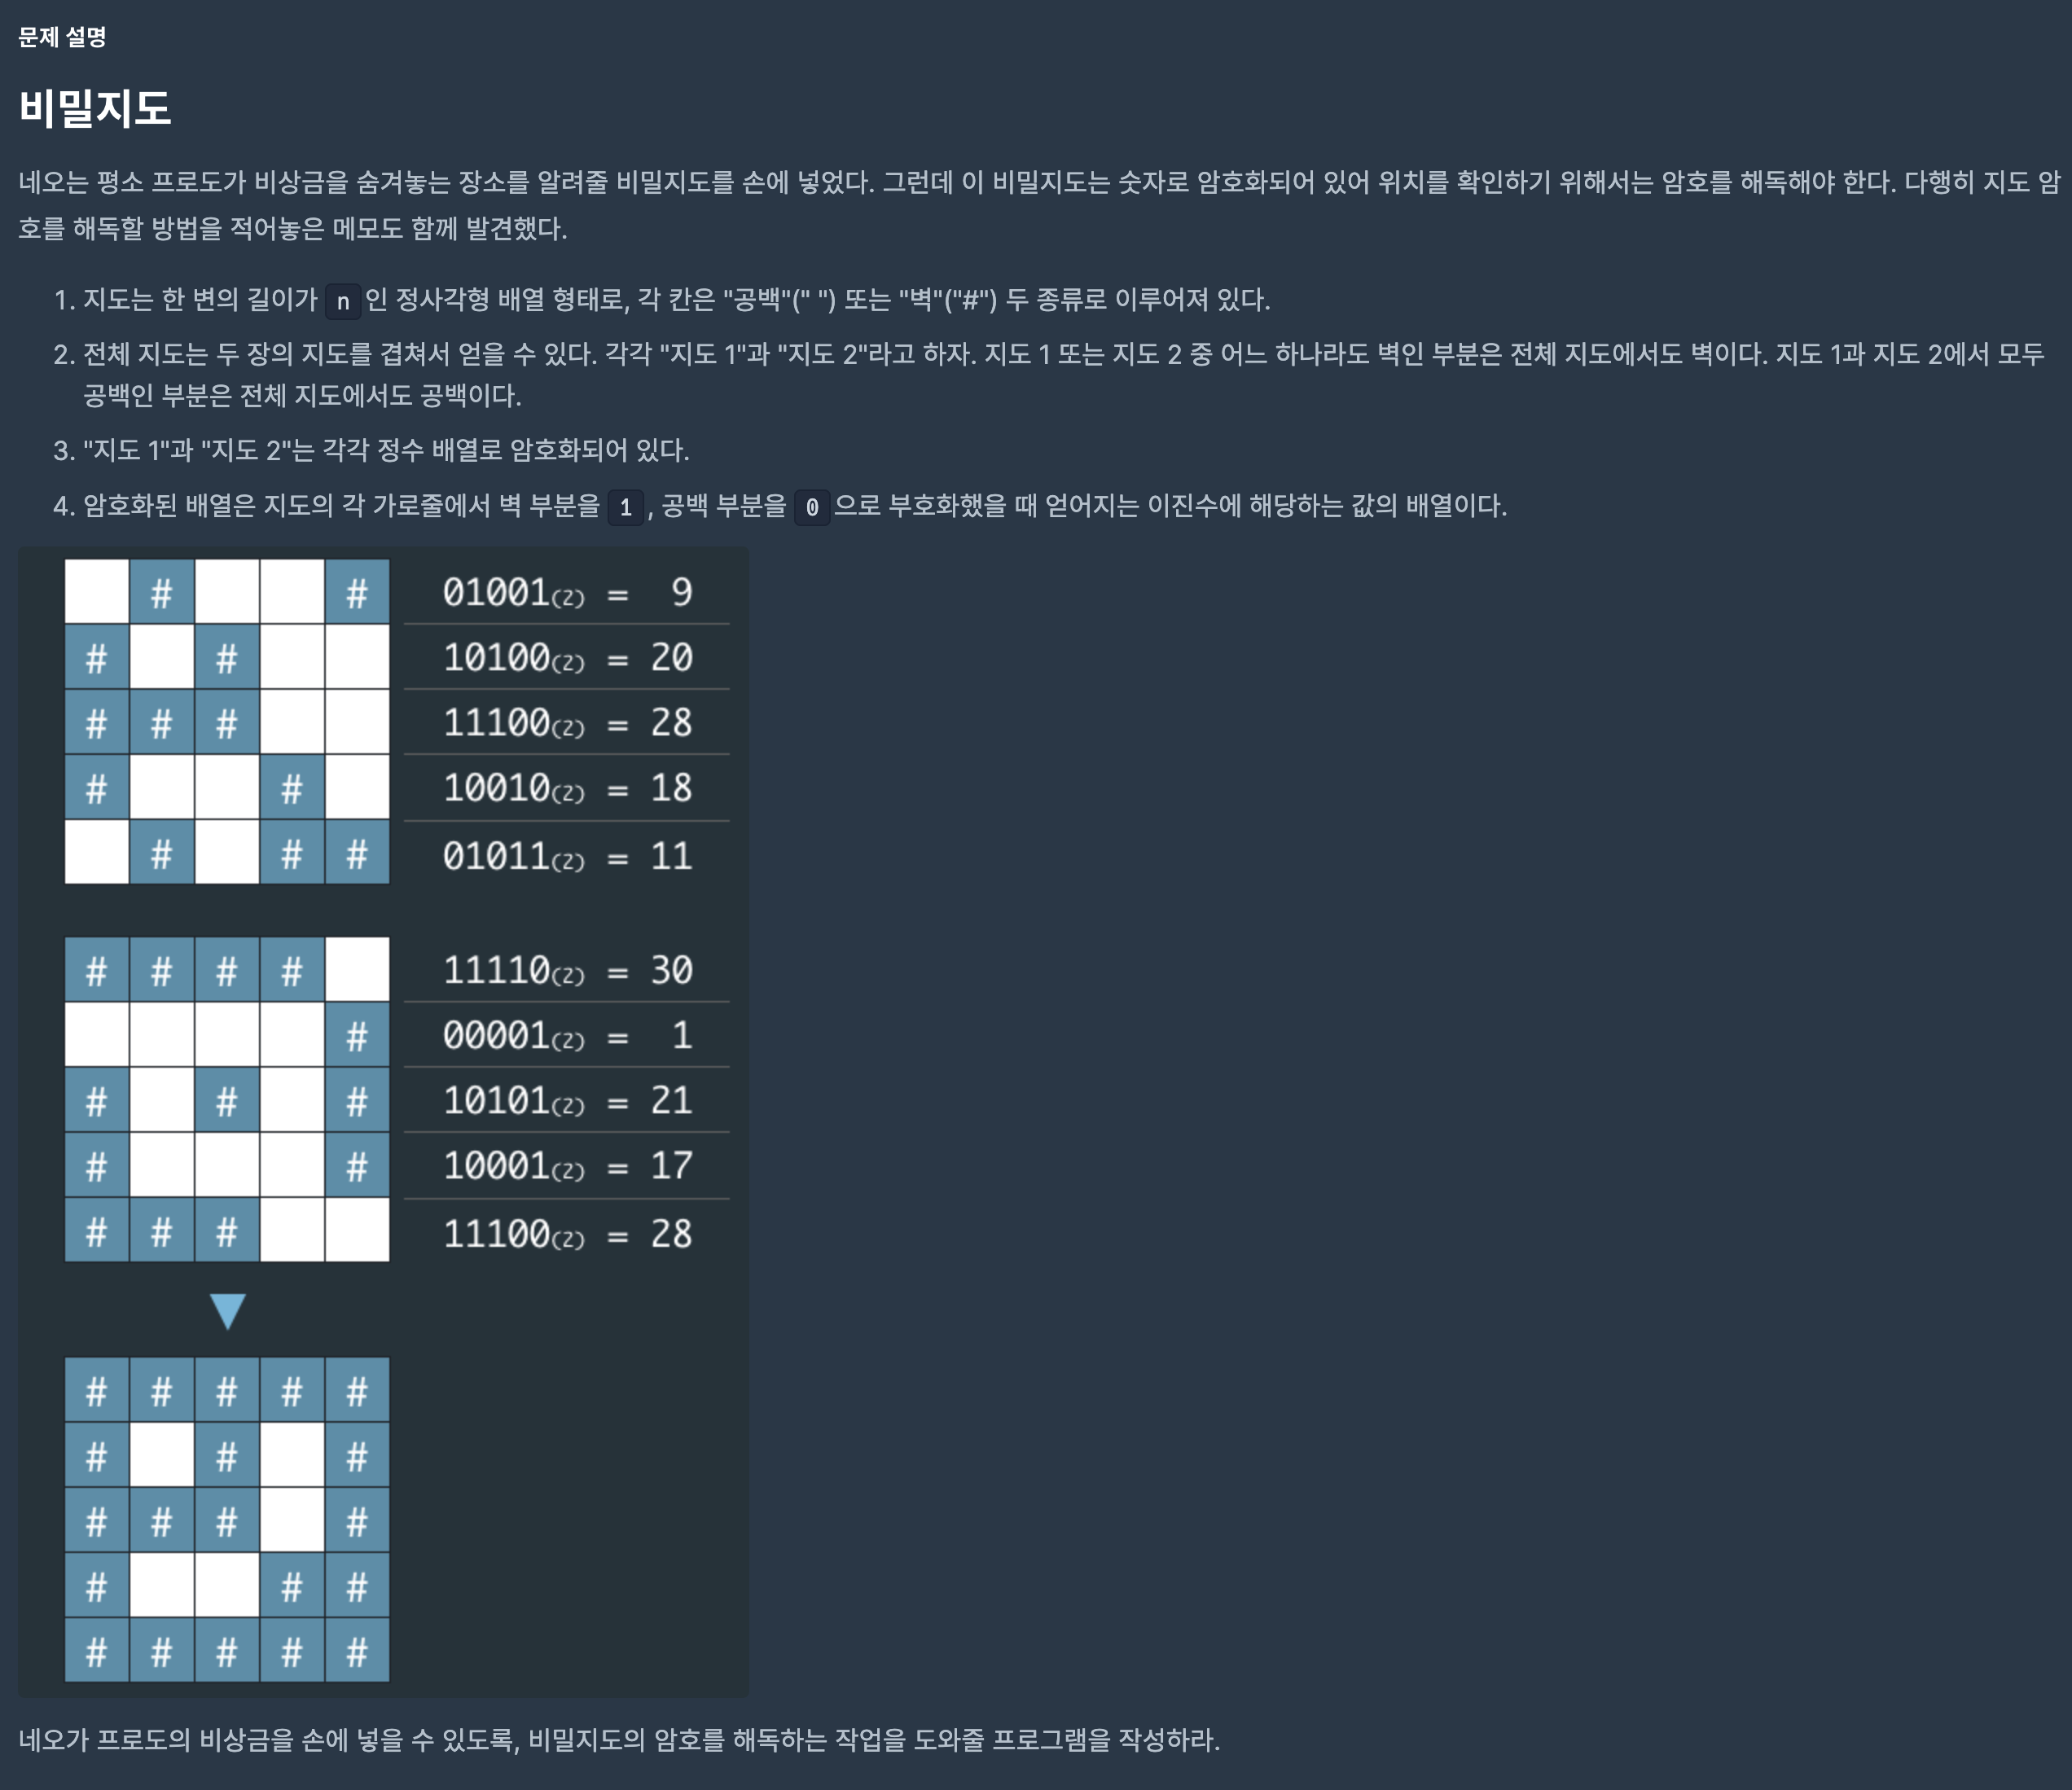 문제 설명
비밀지도
네오는 평소 프로도가 비상금을 숨겨놓는 장소를 알려줄 비밀지도를 손에 넣었다. 그런데 이 비밀지도는 숫자로 암호화되어 있어 위치를 확인하기 위해서는 암호를 해독해야 한다. 다행히 지도 암
호를 해독할 방법을 적어놓은 메모도 함께 발견했다.
1. 지도는 한 변의 길이가 n 인 정사각형 배열 형태로, 각 칸은 "공백"(" ") 또는 "벽"("#") 두 종류로 이루어져 있다.
2. 전체 지도는 두 장의 지도를 겹쳐서 얻을 수 있다. 각각 "지도 1"과 "지도 2"라고 하자. 지도 1 또는 지도 2 중 어느 하나라도 벽인 부분은 전체 지도에서도 벽이다. 지도 1과 지도 2에서 모두
공백인 부분은 전체 지도에서도 공백이다.
3. "지도 1"과 "지도 2"는 각각 정수 배열로 암호화되어 있다.
4. 암호화된 배열은 지도의 각 가로줄에서 벽 부분을 1 , 공백 부분을 0 으로 부호화했을 때 얻어지는 이진수에 해당하는 값의 배열이다.
# # 01001(2) = 9
# # 10100(2) = 20
# # # 11100(2) = 28
# # 10010(2) = 18
# # # 01011(2) = 11
# # # # 11110(2) = 30
# 00001(2) = 1
# # # 10101(2) = 21
# # 10001(2) = 17
# # # 11100(2) = 28
# # # # #
# # #
# # # #
# # #
# # # # #
네오가 프로도의 비상금을 손에 넣을 수 있도록, 비밀지도의 암호를 해독하는 작업을 도와줄 프로그램을 작성하라.